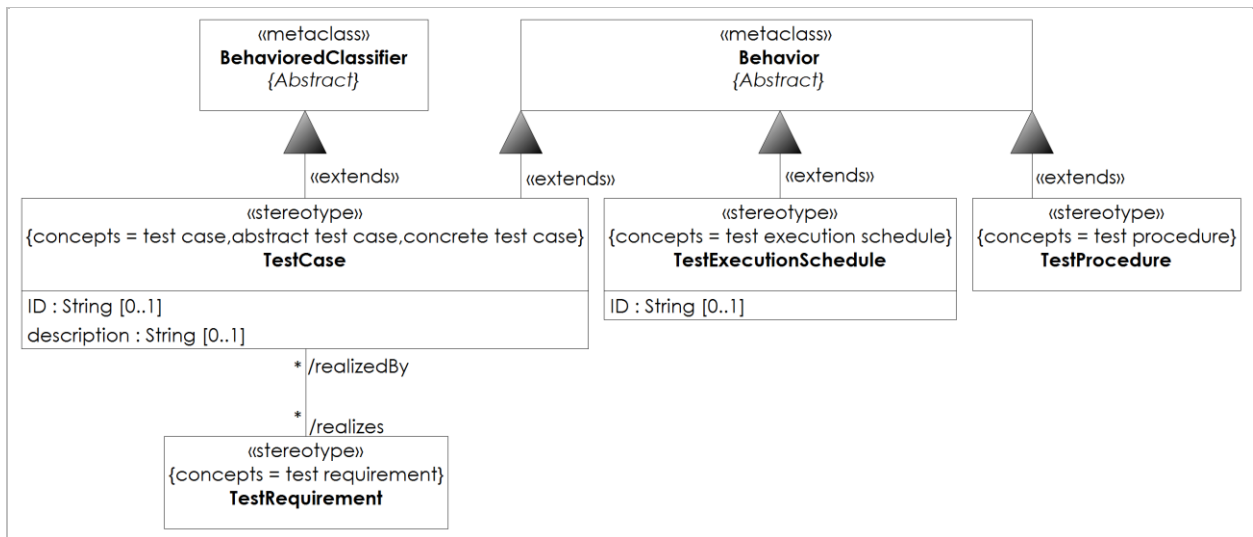 «metaclass»
BehavioredClassifier
{Abstract}
«metaclass»
Behavior
{Abstract}
«extends»
«extends»
«extends»
«extends»
«stereotype»
{concepts = test case,abstract test case,concrete test case}
TestCase
ID : String [0..1]
description : String [0..1]
«stereotype»
{concepts = test execution schedule}
TestExecutionSchedule
ID : String [0..1]
«stereotype»
{concepts = test procedure}
TestProcedure
* /realizedBy
* /realizes
«stereotype»
{concepts = test requirement}
TestRequirement